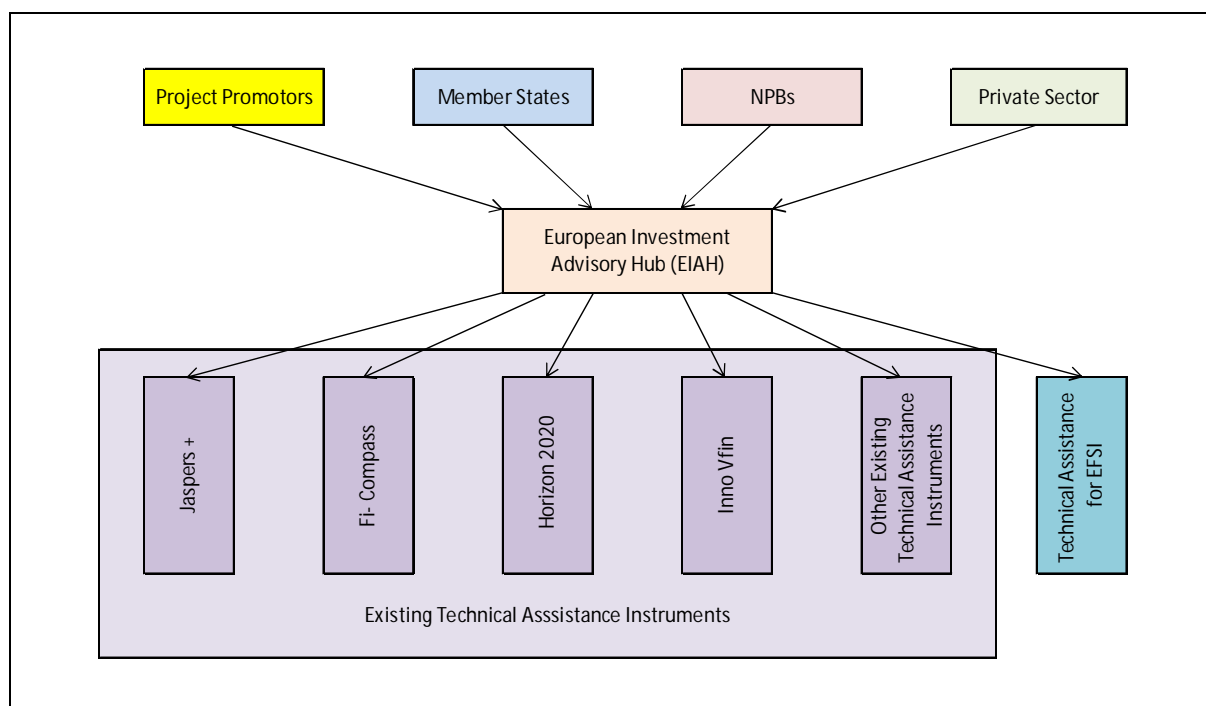 Project Promotors
Member States
NPBs
Private Sector
European Investment
Advisory Hub (EIAH)
Jaspers +
Fi- Compass
Horizon 2020
Inno Vfin
Other Existing
Technical Assistance
Instruments
Technical Assistance
for EFSI
Existing Technical Asssistance Instruments